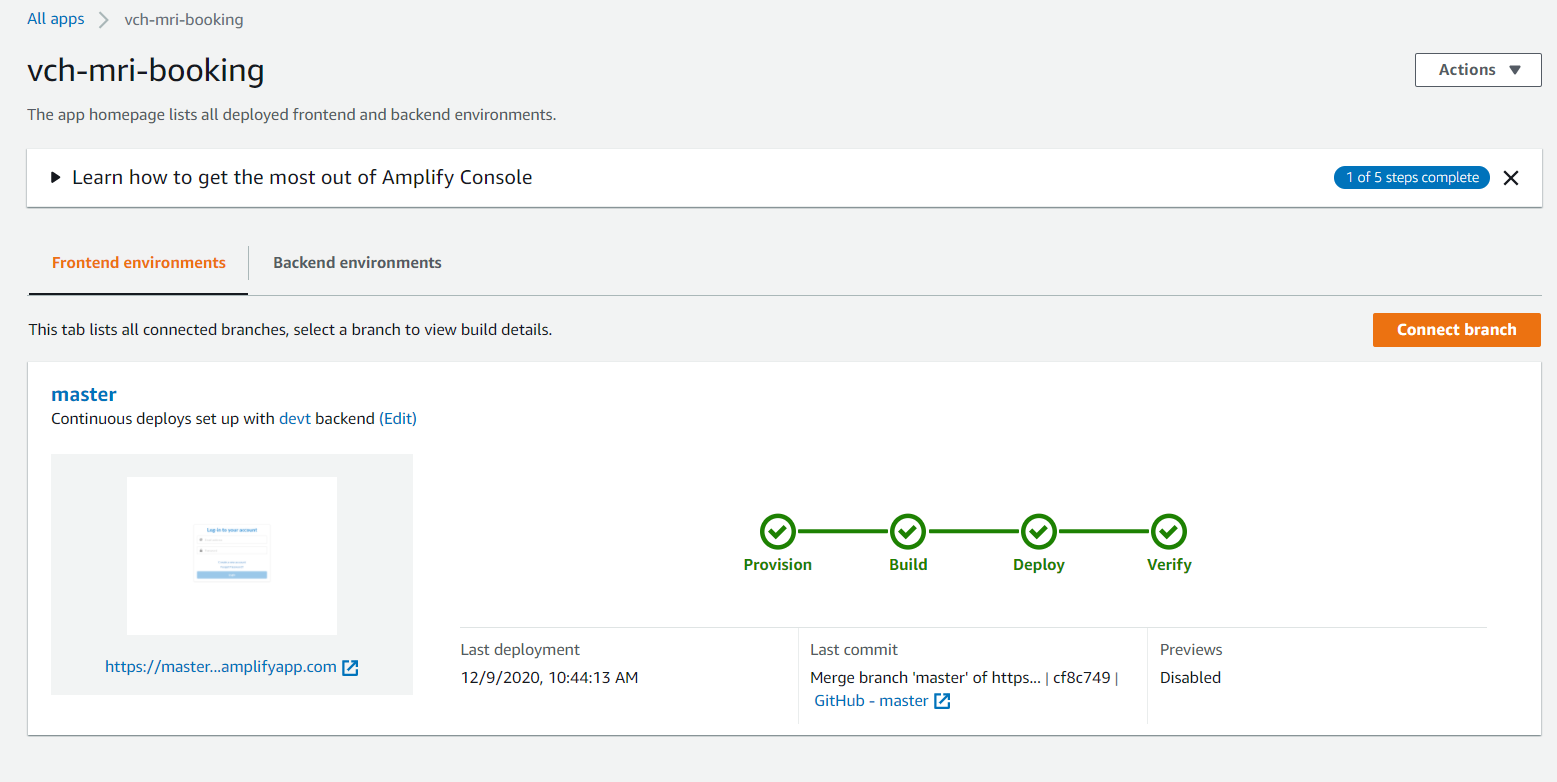 All apps vch-mri-booking
vch-mri-booking
Actions
The app homepage lists all deployed frontend and backend environments.
Learn how to get the most out of Amplify Console
1 of 5 steps complete
Frontend environments
Backend environments
This tab lists all connected branches, select a branch to view build details.
Connect branch
master
Continuous deploys set up with devt backend (Edit)
Log in to your account
https://master...amplifyapp.com
Provision
Build
Deploy
Verify
Last deployment
12/9/2020, 10:44:13 AM
Last commit
Merge branch 'master' of https... | cf8c749 |
GitHub - master
Previews
Disabled